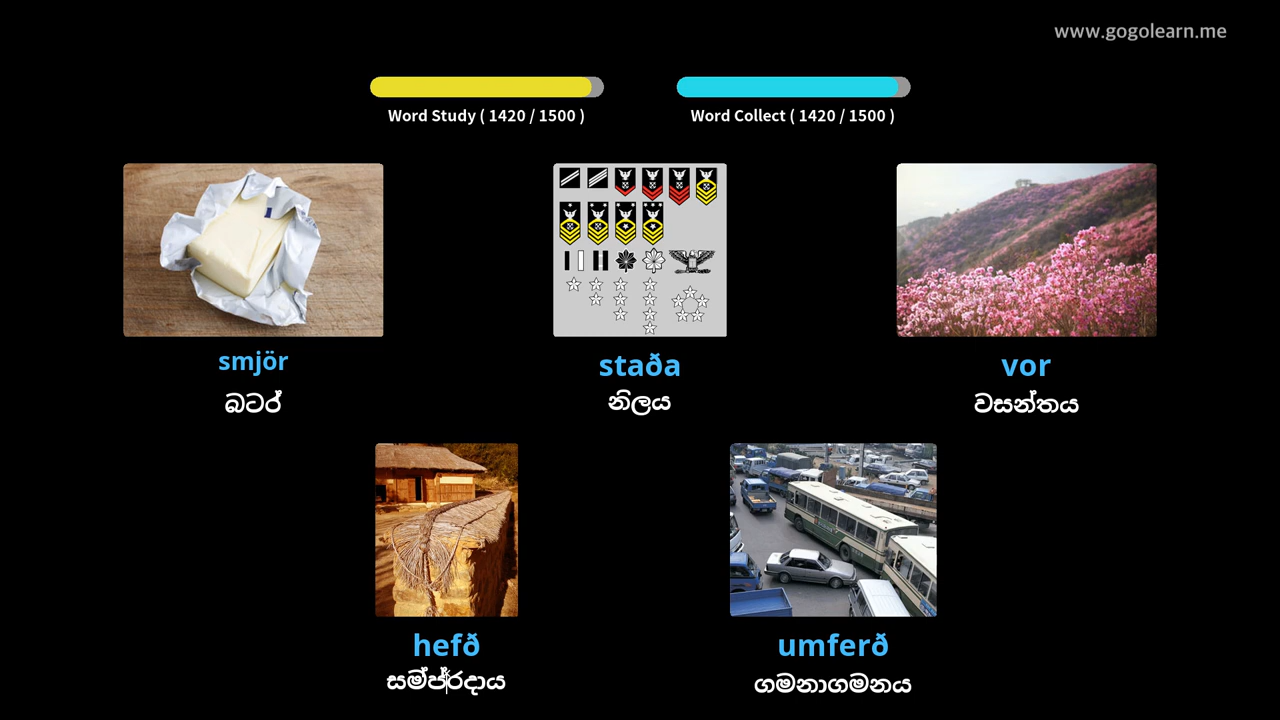 www.gogolearn.me
Word Study ( 1420 / 1500 )
Word Collect ( 1420 / 1500 )
smjör
බටර්
staða
නිලය
vor
වසන්තය
hefð
සම්ප්‍රදාය
umferð
ගමනාගමනය